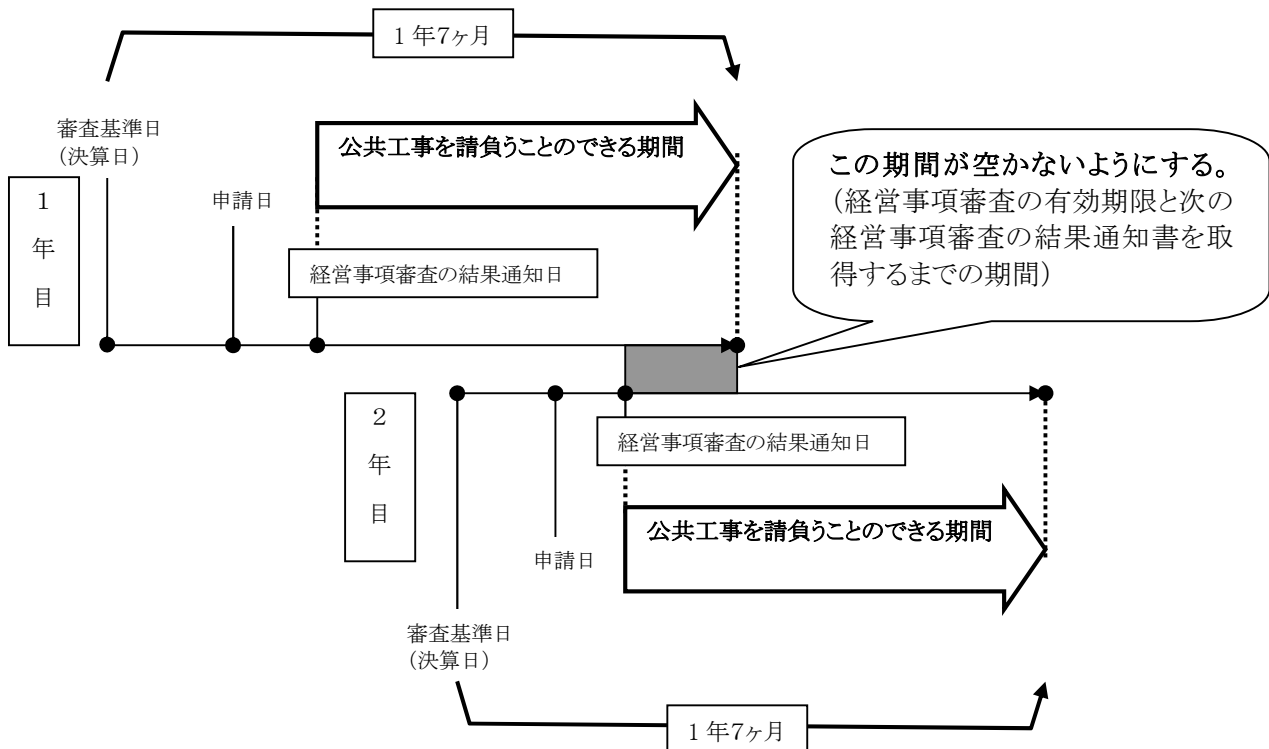 1年7ヶ月
審査基準日
(決算日)
公共工事を請負うことのできる期間
この期間が空かないようにする。
(経営事項審査の有効期限と次の
経営事項審査の結果通知書を取
得するまでの期間)
1
年
目
申請日
経営事項審査の結果通知日
2
年
目
経営事項審査の結果通知日
公共工事を請負うことのできる期間
申請日
審査基準日
(決算日)
1年7ヶ月